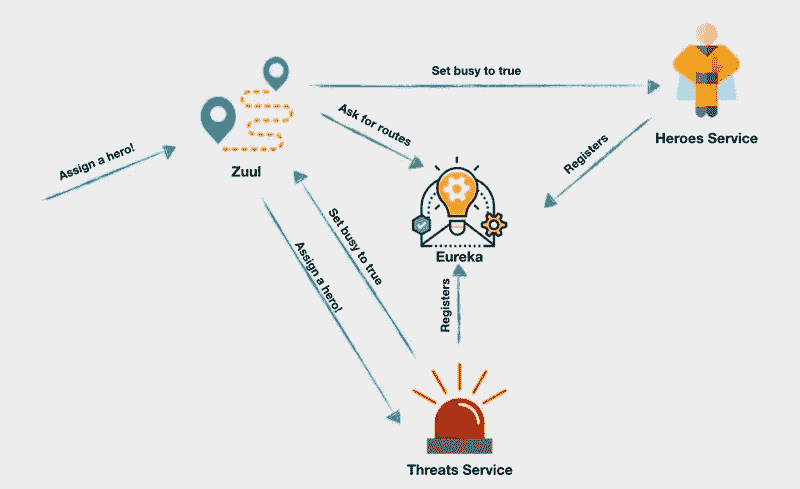 Set busy to true
Ask for routes
Assign a hero!
Heroes Service
Registers
Zuul
Set busy to true
Assign a hero!
Eureka
Registers
Threats Service